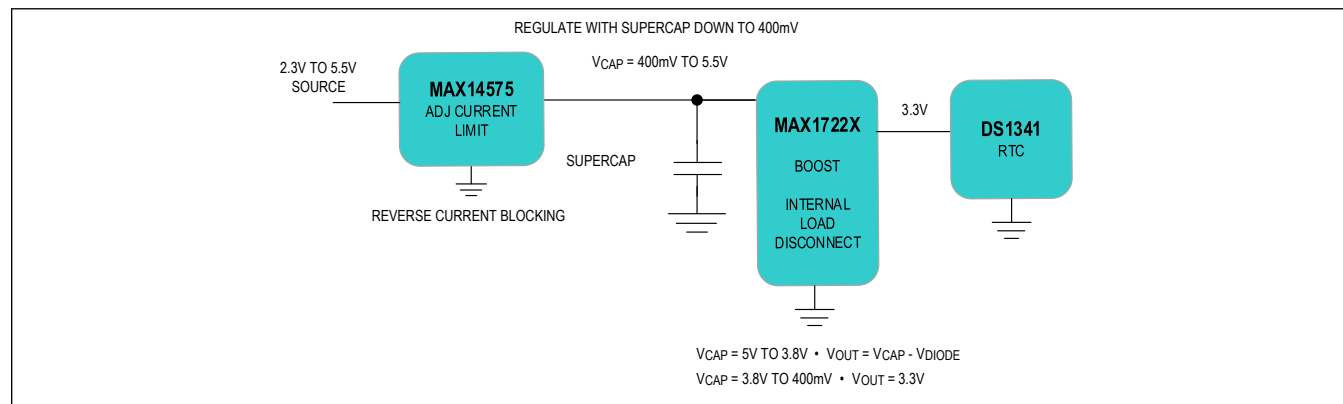 REGULATE WITH SUPERCAP DOWN TO 400mV
2.3V TO 5.5V
SOURCE
MAX14575
ADJ CURRENT
LIMIT
REVERSE CURRENT BLOCKING
VCAP = 400mV TO 5.5V
SUPERCAP
MAX1722X
BOOST
INTERNAL
LOAD
DISCONNECT
3.3V
DS1341
RTC
VCAP = 5V TO 3.8V • VOUT = VCAP - VDIODE
VCAP = 3.8V TO 400mV • VOUT = 3.3V